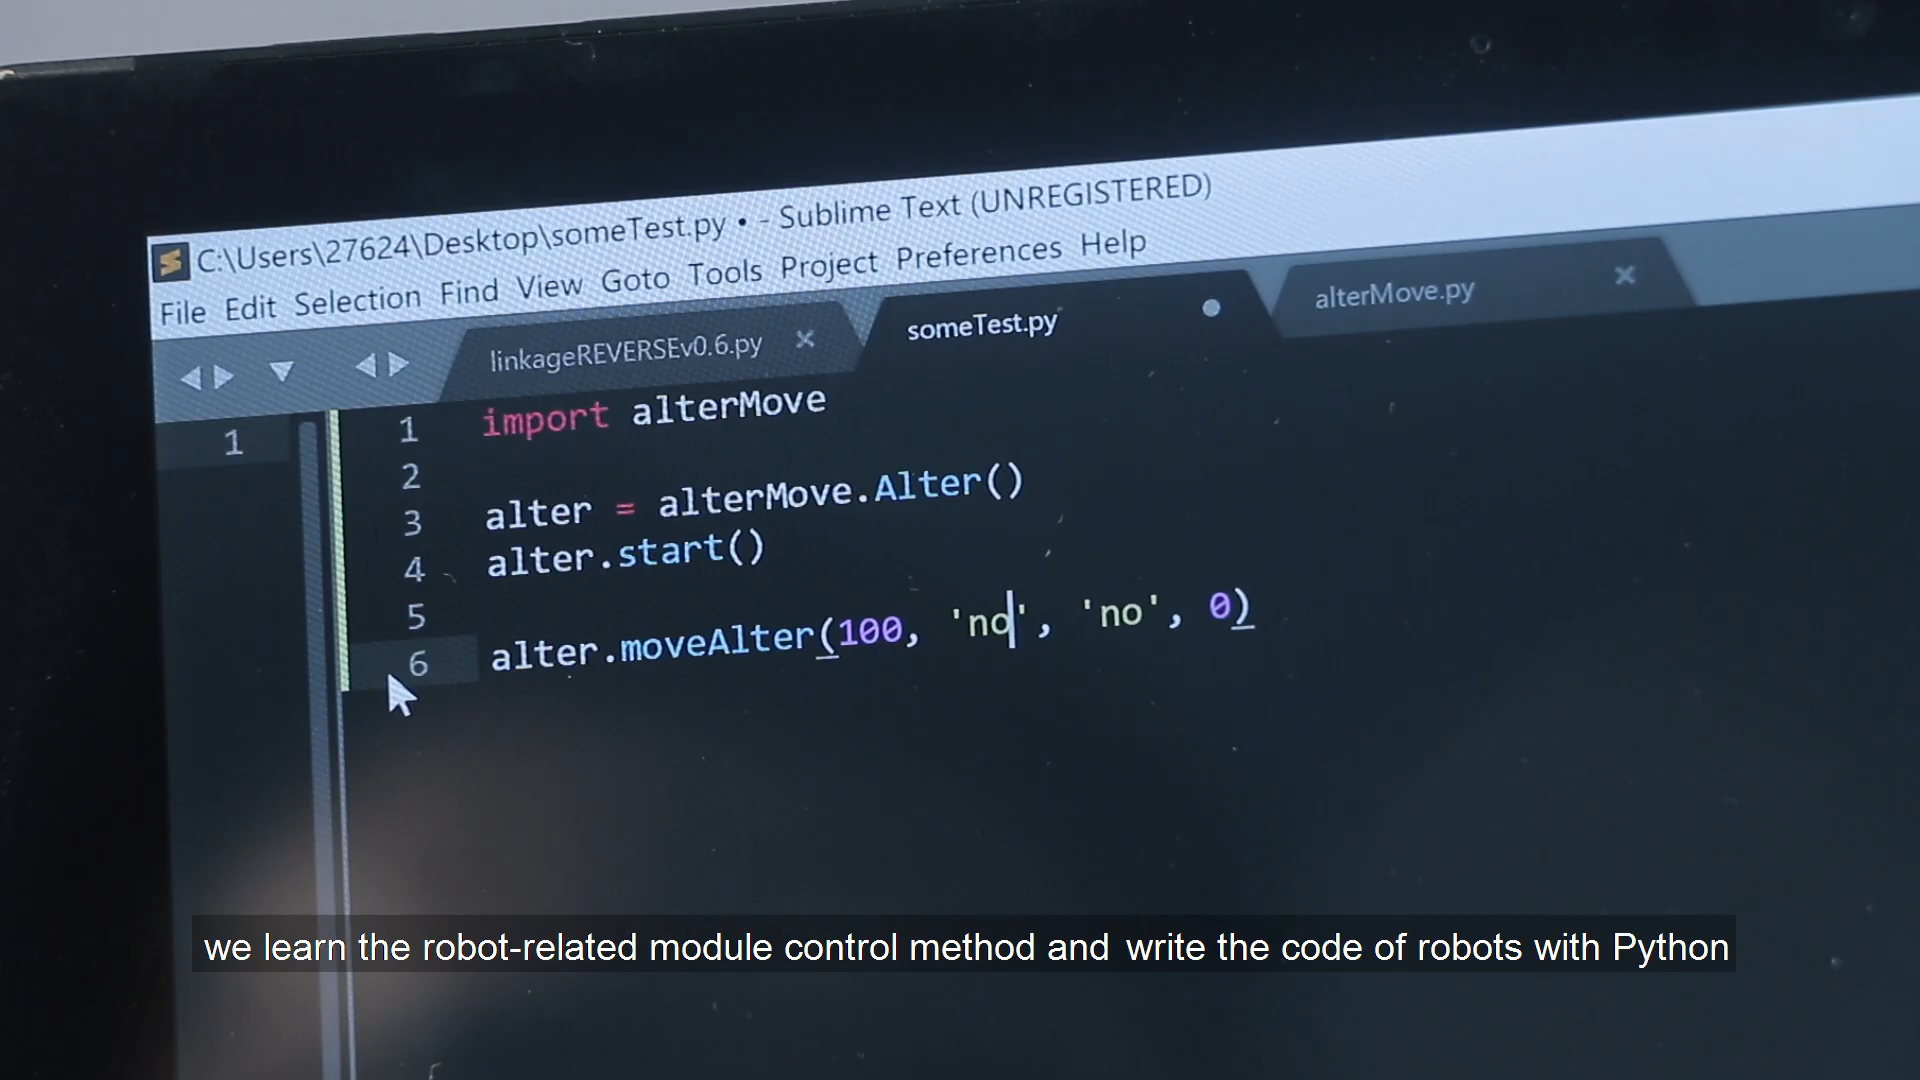 C:\Users\27624\Desktop\someTest.py • - Sublime Text (UNREGISTERED)
File Edit Selection Find View Goto Tools Project Preferences Help
linkageREVERSEv0.6.py × someTest.py alterMove.py ×
1
1 import alterMove
2
3 alter = alterMove.Alter()
4 alter.start()
5
6 alter.moveAlter(100, 'no', 'no', 0)
we learn the robot-related module control method and write the code of robots with Python